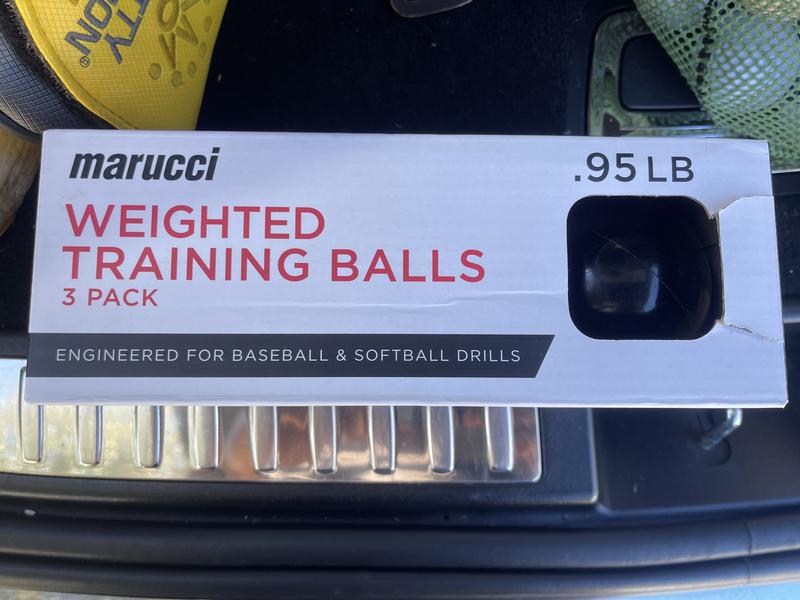 marucci
.95 LB
WEIGHTED
TRAINING BALLS
3 PACK
ENGINEERED FOR BASEBALL & SOFTBALL DRILLS